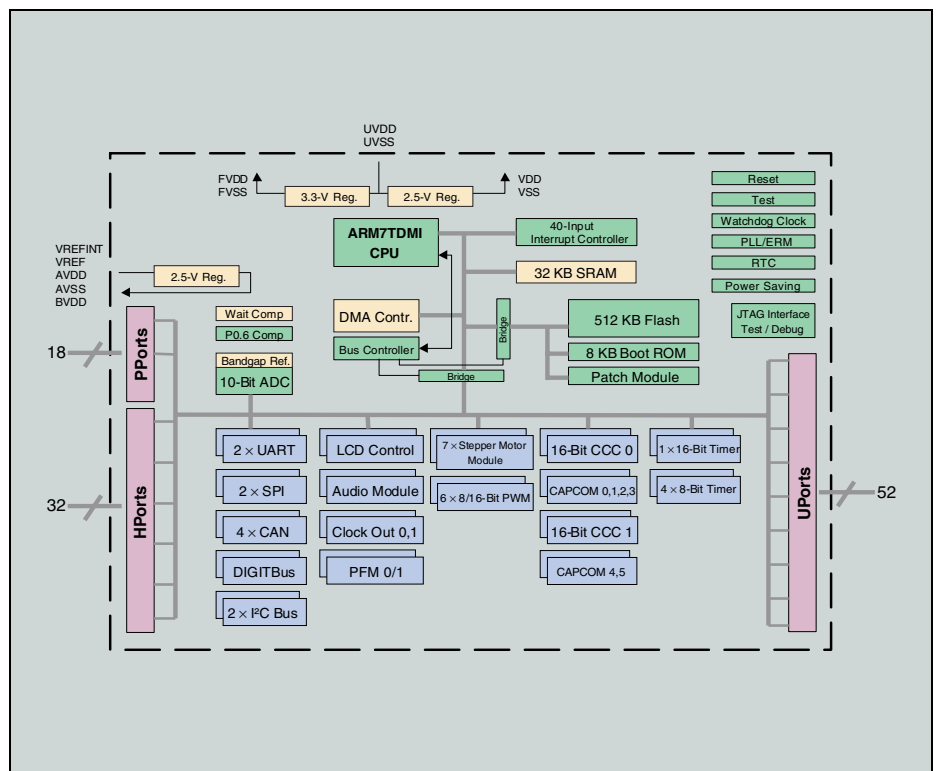 UVDD
UVSS
FVDD
FVSS
3.3-V Reg.
2.5-V Reg.
VDD
VSS
Reset
Test
Watchdog Clock
PLL/ERM
RTC
Power Saving
JTAG Interface
Test / Debug
ARM7TDMI
CPU
40-Input
Interrupt Controller
32 KB SRAM
VREFINT
VREF
AVDD
AVSS
BVDD
2.5-V Reg.
Wait Comp
P0.6 Comp
Bandgap Ref.
10-Bit ADC
DMA Contr.
Bus Controller
Bridge
Bridge
512 KB Flash
8 KB Boot ROM
Patch Module
18
PPorts
32
HPorts
UPorts
52
2 × UART
2 × SPI
4 × CAN
DIGITBus
2 × I²C Bus
LCD Control
Audio Module
Clock Out 0,1
PFM 0/1
7 × Stepper Motor
Module
6 × 8/16-Bit PWM
16-Bit CCC 0
CAPCOM 0,1,2,3
16-Bit CCC 1
CAPCOM 4,5
1 × 16-Bit Timer
4 × 8-Bit Timer